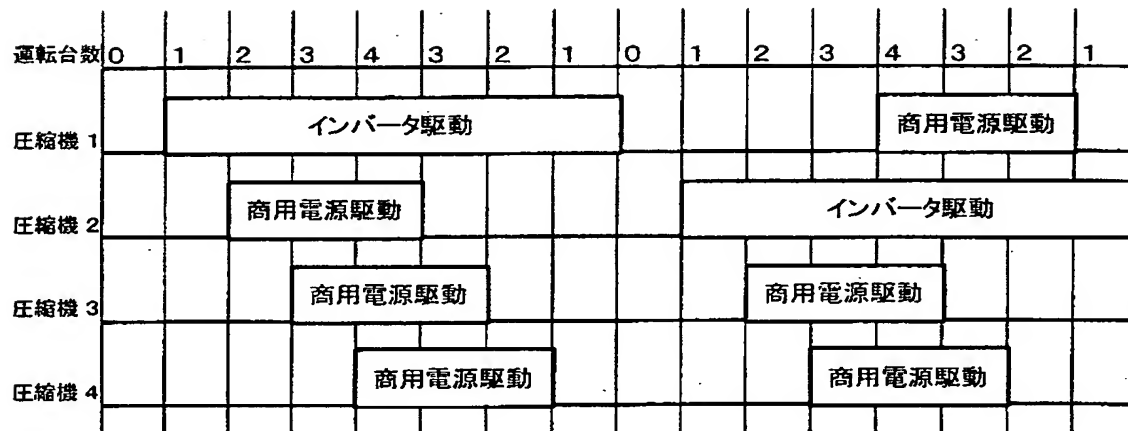 運転台数 0 1 2 3 4 3 2 1 0 1 2 3 4 3 2 1
圧縮機 1 インバータ駆動 商用電源駆動
圧縮機 2 商用電源駆動 インバータ駆動
圧縮機 3 商用電源駆動 商用電源駆動
圧縮機 4 商用電源駆動 商用電源駆動